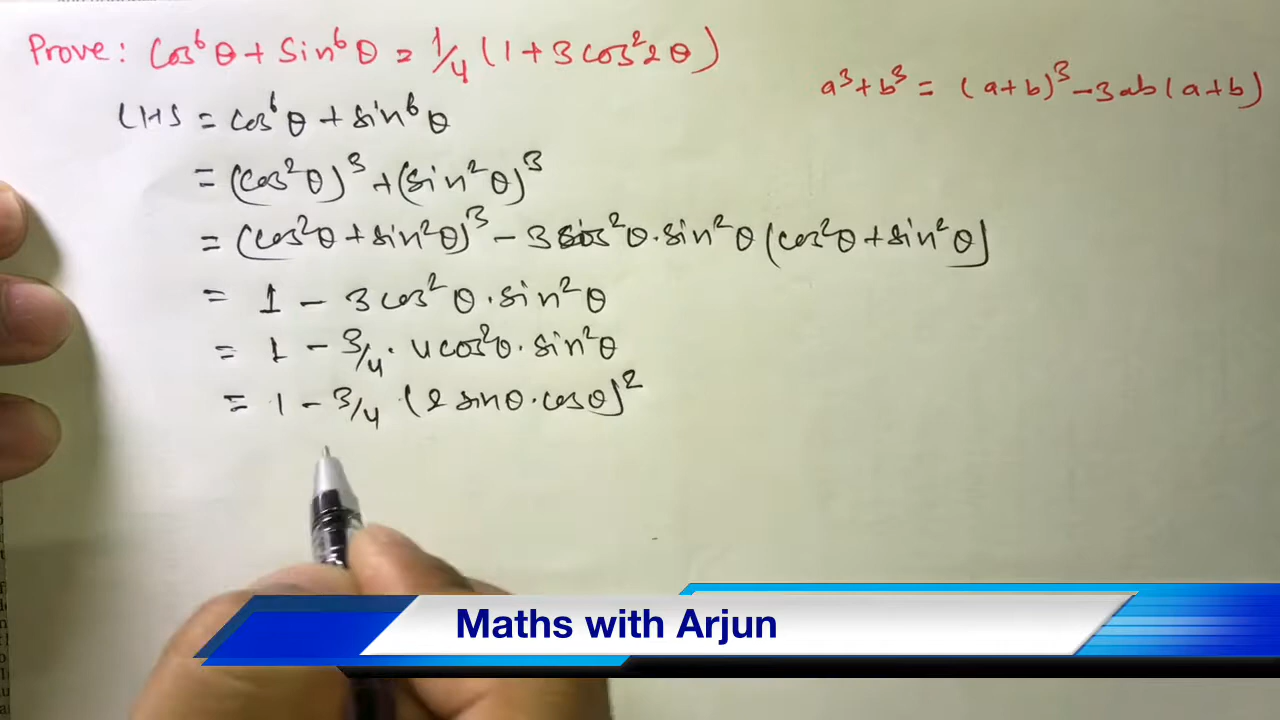 Prove: Cos⁶θ + Sin⁶θ = 1/4 (1 + 3cos²2θ)
a³+b³ = (a+b)³ - 3ab(a+b)
LHS = cos⁶θ + sin⁶θ
= (cos²θ)³ + (sin²θ)³
= (cos²θ + sin²θ)³ - 3cos²θ.sin²θ (cos²θ + sin²θ)
= 1 - 3cos²θ.sin²θ
= 1 - 3/4. 4cos²θ.sin²θ
= 1 - 3/4 (2 sinθ.cosθ)²
Maths with Arjun